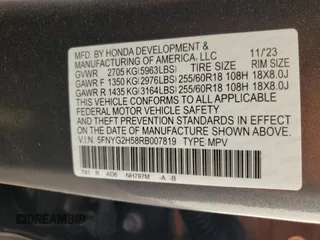 MFD. BY HONDA DEVELOPMENT &
MANUFACTURING OF AMERICA, LLC. 11/'23
GVWR 2705 KG(5963LBS) TIRE SIZE RIM SIZE
GAWR F 1350 KG(2976LBS) 255/60R18 108H 18X8.0J
GAWR R 1435 KG(3164LBS) 255/60R18 108H 18X8.0J
THIS VEHICLE CONFORMS TO ALL APPLICABLE
FEDERAL MOTOR VEHICLE SAFETY STANDARDS IN
EFFECT ON THE DATE OF MANUFACTURE SHOWN ABOVE.
V.I.N. 5FNYG2H58RB007819 TYPE:MPV
R AD6 NH797M -A -B
DREAMBID